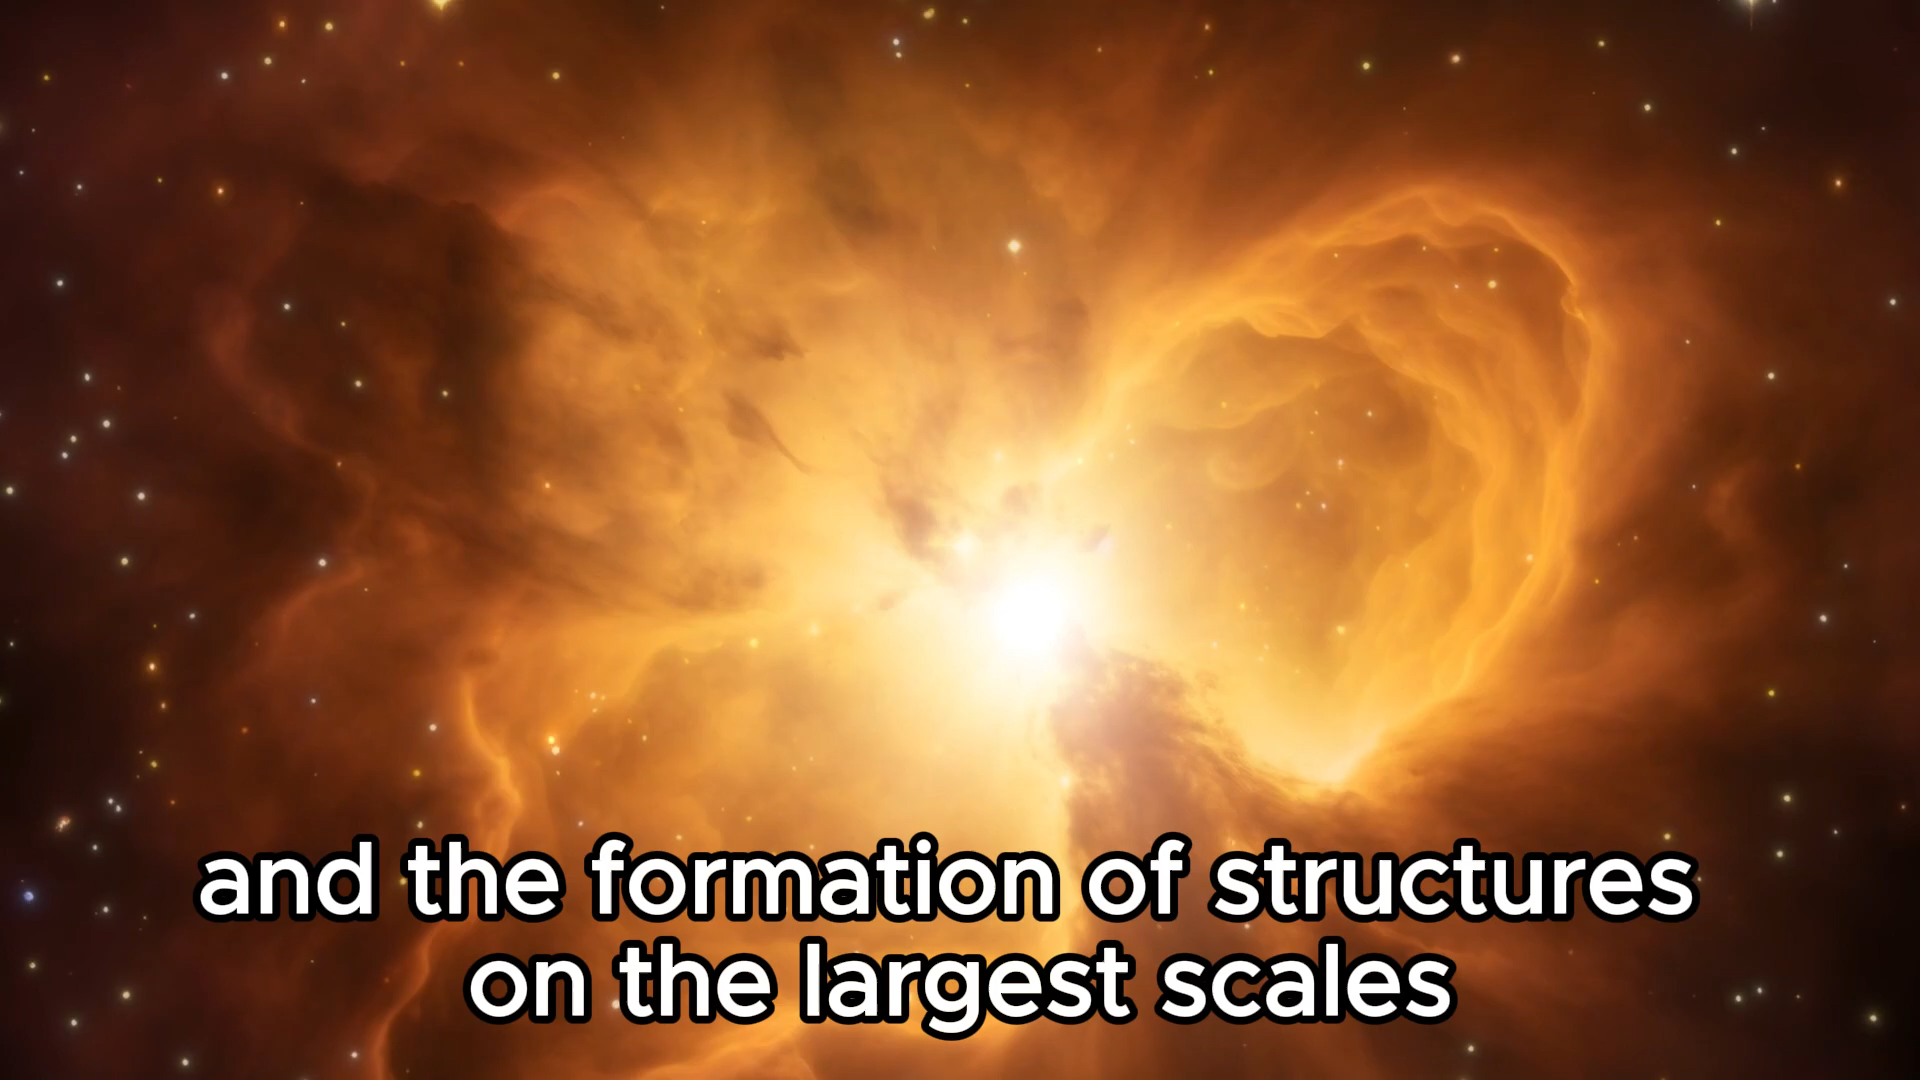 and the formation of structures
on the largest scales